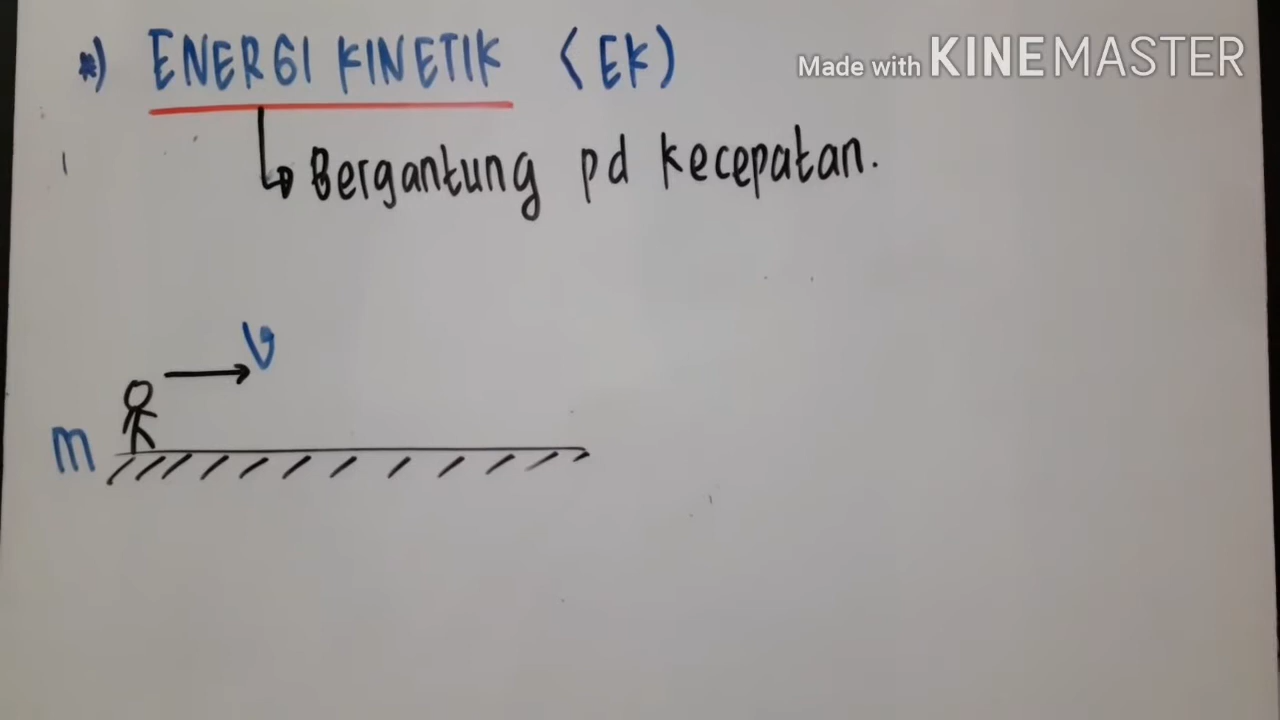 *) ENERGI KINETIK (EK)
Made with KINEMASTER
Bergantung pd kecepatan.
v
m